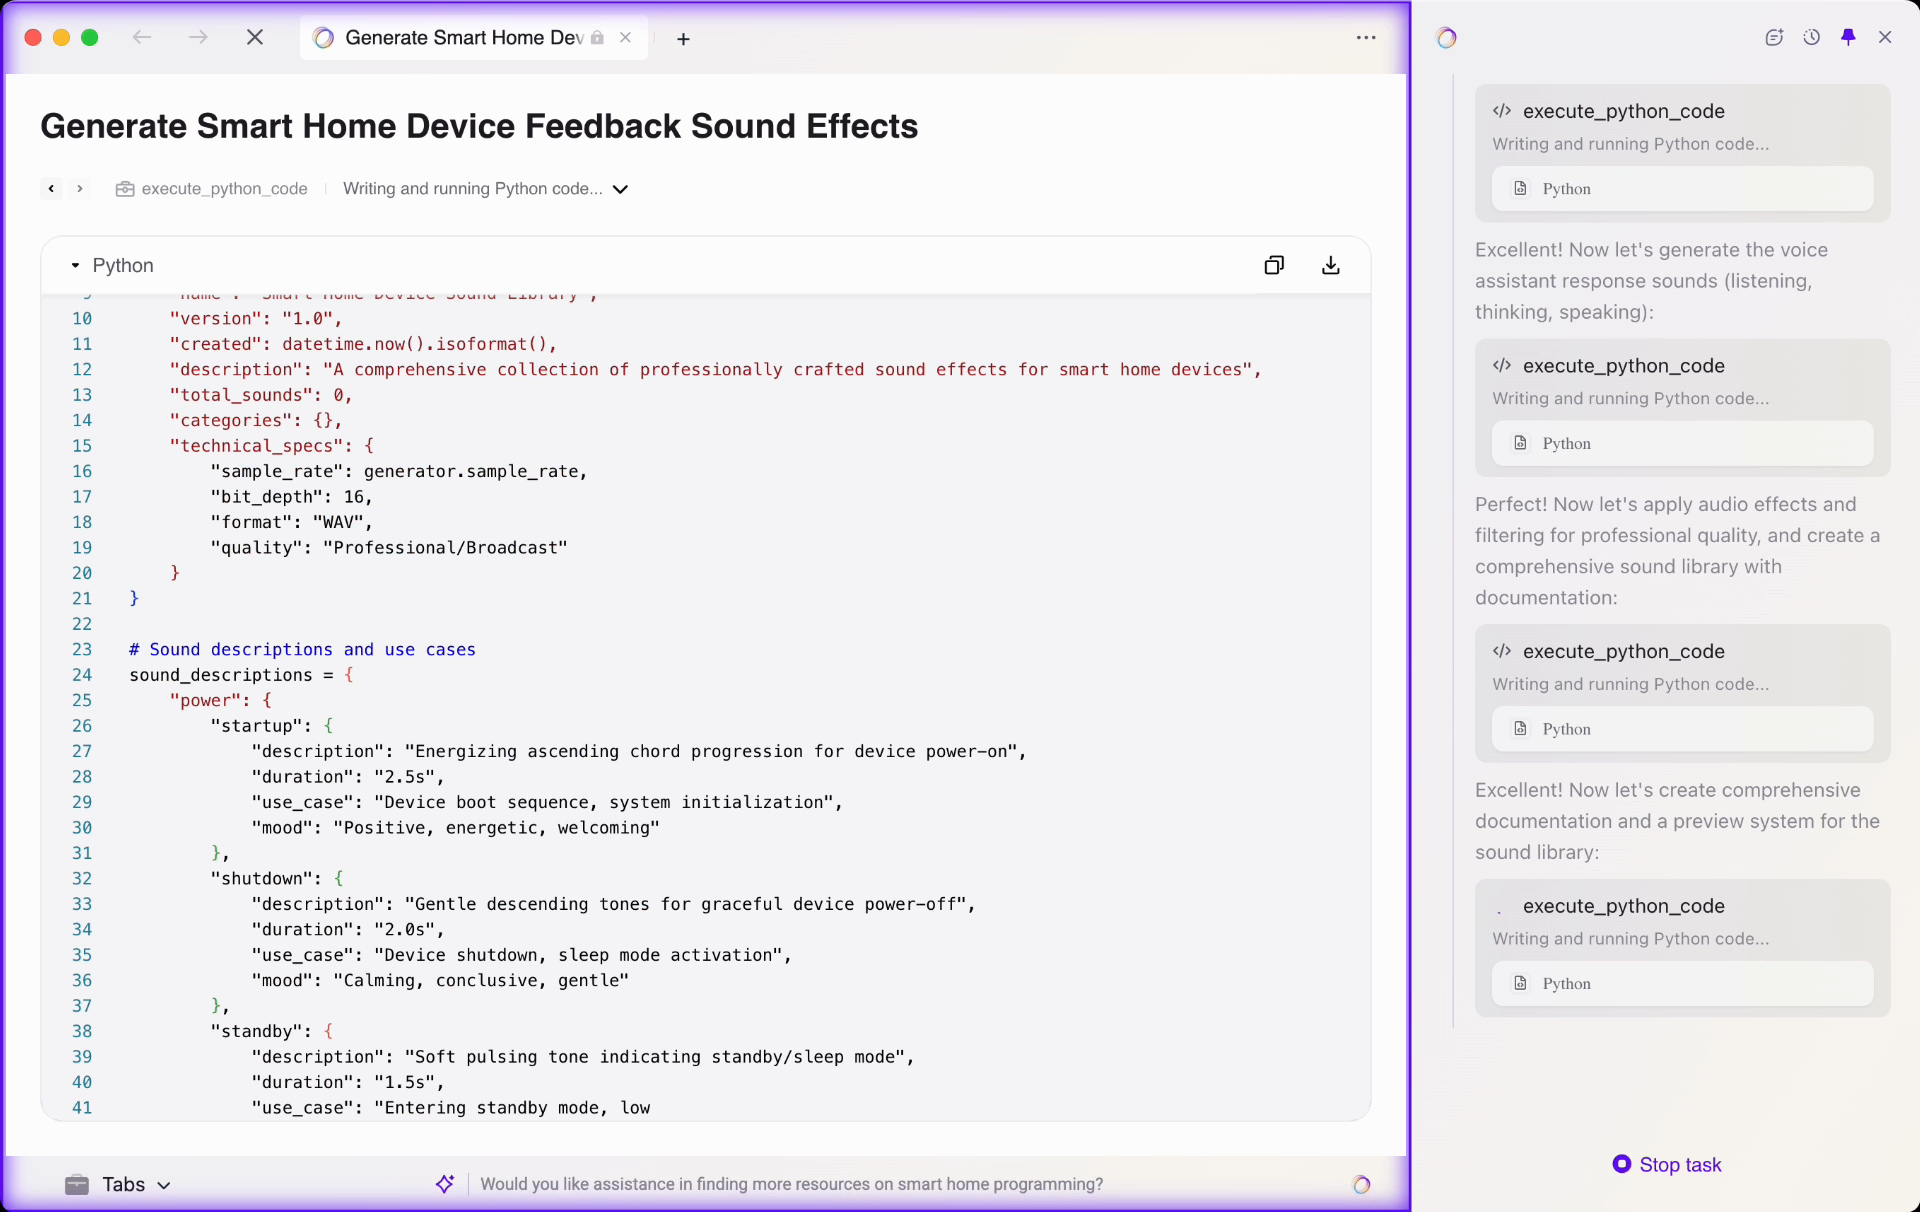 Generate Smart Home Dev
Generate Smart Home Device Feedback Sound Effects
execute_python_code
Writing and running Python code...
Python
9 "name": "Smart Home Device Sound Library",
10 "version": "1.0",
11 "created": datetime.now().isoformat(),
12 "description": "A comprehensive collection of professionally crafted sound effects for smart home devices",
13 "total_sounds": 0,
14 "categories": {},
15 "technical_specs": {
16 "sample_rate": generator.sample_rate,
17 "bit_depth": 16,
18 "format": "WAV",
19 "quality": "Professional/Broadcast"
20 }
21 }
22
23 # Sound descriptions and use cases
24 sound_descriptions = {
25 "power": {
26 "startup": {
27 "description": "Energizing ascending chord progression for device power-on",
28 "duration": "2.5s",
29 "use_case": "Device boot sequence, system initialization",
30 "mood": "Positive, energetic, welcoming"
31 },
32 "shutdown": {
33 "description": "Gentle descending tones for graceful device power-off",
34 "duration": "2.0s",
35 "use_case": "Device shutdown, sleep mode activation",
36 "mood": "Calming, conclusive, gentle"
37 },
38 "standby": {
39 "description": "Soft pulsing tone indicating standby/sleep mode",
40 "duration": "1.5s",
41 "use_case": "Entering standby mode, low
Tabs
Would you like assistance in finding more resources on smart home programming?
execute_python_code
Writing and running Python code...
Python
Excellent! Now let's generate the voice
assistant response sounds (listening,
thinking, speaking):
execute_python_code
Writing and running Python code...
Python
Perfect! Now let's apply audio effects and
filtering for professional quality, and create a
comprehensive sound library with
documentation:
execute_python_code
Writing and running Python code...
Python
Excellent! Now let's create comprehensive
documentation and a preview system for the
sound library:
execute_python_code
Writing and running Python code...
Python
Stop task